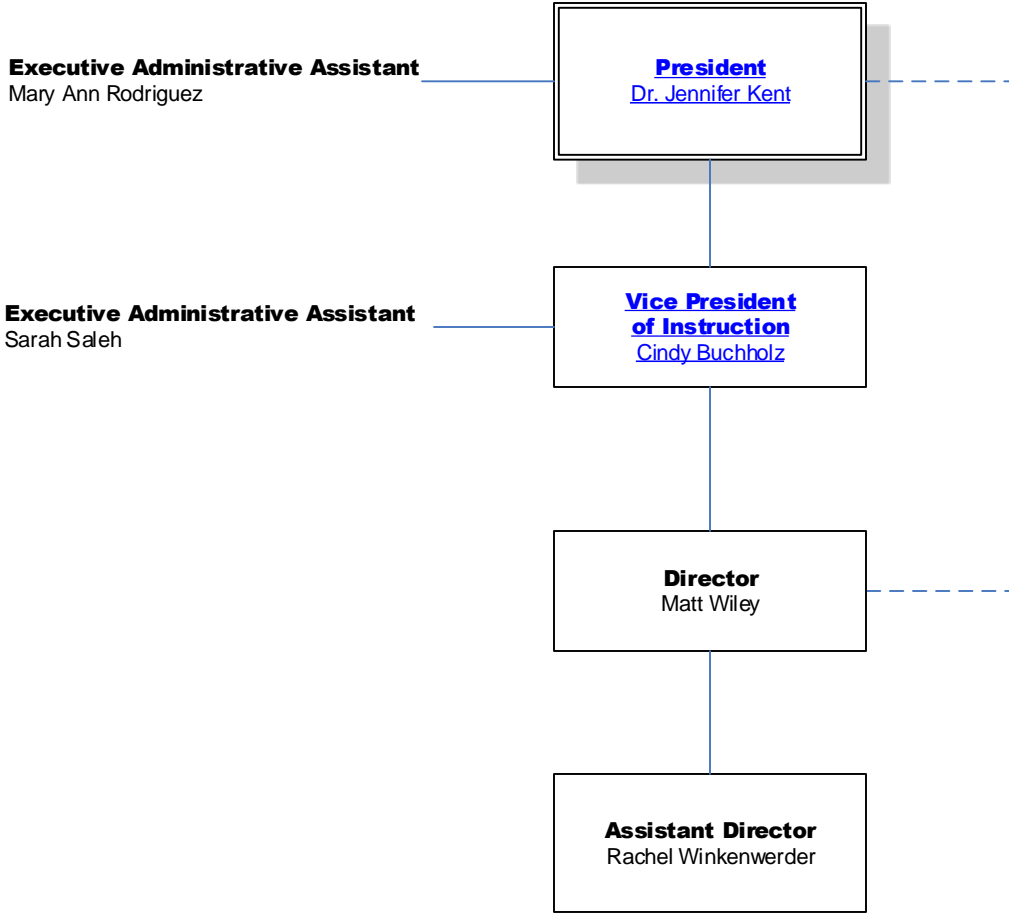 Executive Administrative Assistant
Mary Ann Rodriguez
President
Dr. Jennifer Kent
Executive Administrative Assistant
Sarah Saleh
Vice President
of Instruction
Cindy Buchholz
Director
Matt Wiley
Assistant Director
Rachel Winkenwerder